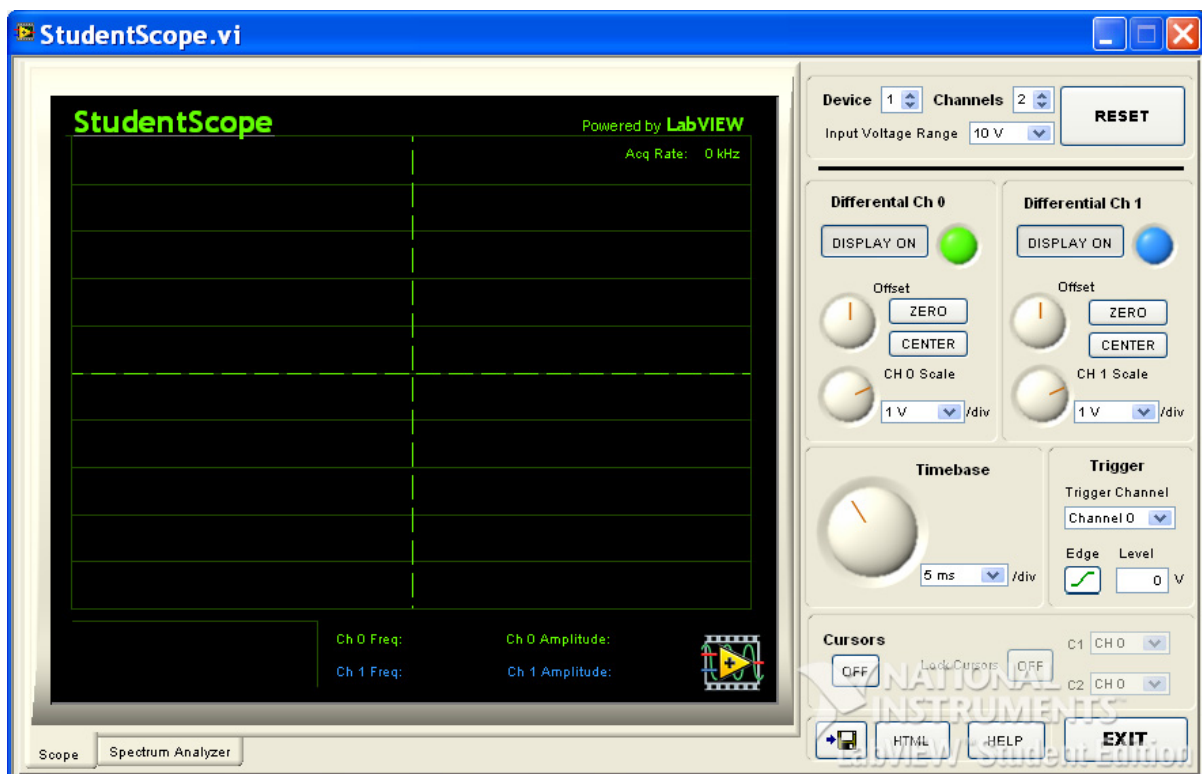 StudentScope.vi
StudentScope
Powered by LabVIEW
Acq Rate: 0 kHz
Ch 0 Freq:
Ch 0 Amplitude:
Ch 1 Freq:
Ch 1 Amplitude:
Scope
Spectrum Analyzer
Device 1 Channels 2
Input Voltage Range 10 V
RESET
Differental Ch 0
DISPLAY ON
Offset
ZERO
CENTER
CH 0 Scale
1 V /div
Differential Ch 1
DISPLAY ON
Offset
ZERO
CENTER
CH 1 Scale
1 V /div
Timebase
5 ms /div
Trigger
Trigger Channel
Channel 0
Edge Level
0 V
Cursors
OFF
Lock Cursors OFF
C1 CH 0
C2 CH 0
NATIONAL
INSTRUMENTS™
LabVIEW™ Student Edition
HTML
HELP
EXIT